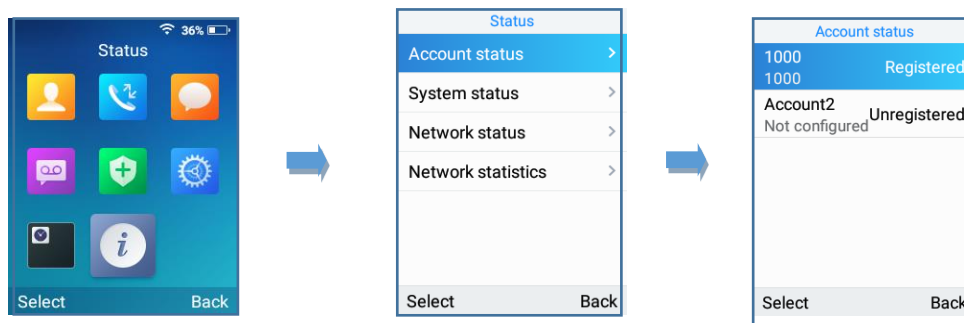 36%
Status
Select Back
Status
Account status
System status
Network status
Network statistics
Select Back
Account status
1000
1000
Registered
Account2
Not configured
Unregistered
Select Back